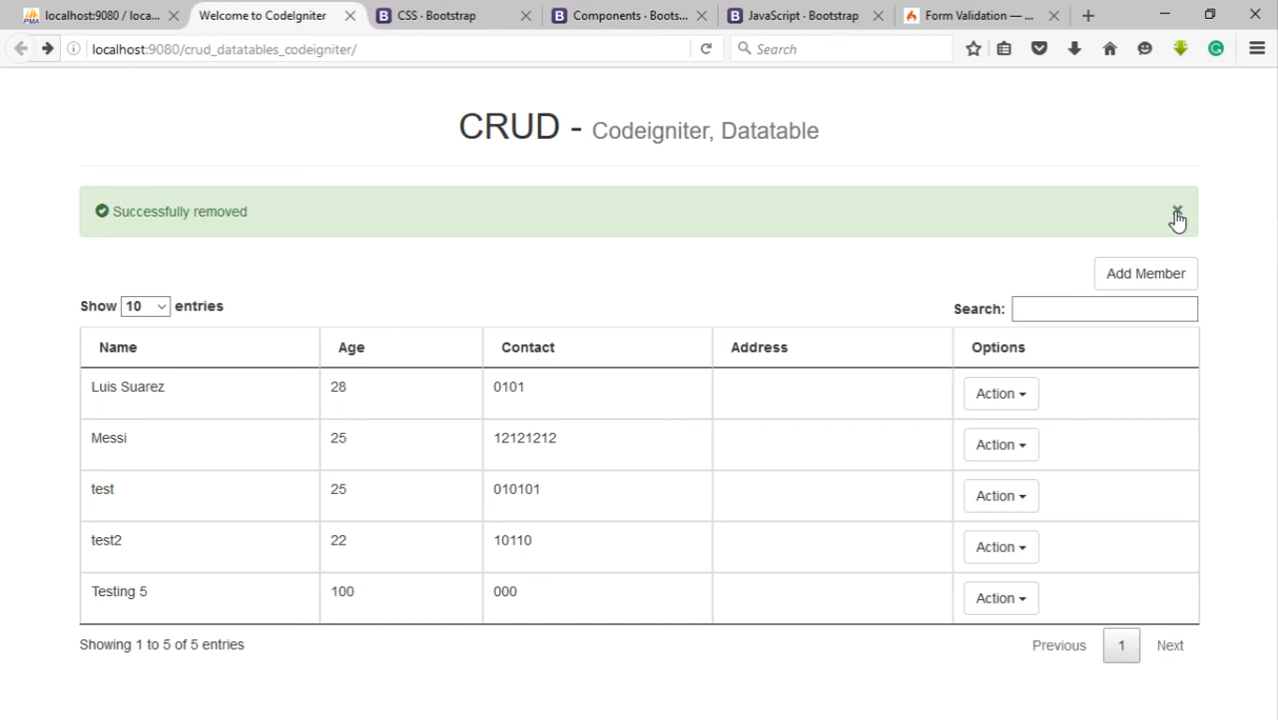 localhost:9080 / loca...
Welcome to CodeIgniter
CSS · Bootstrap
Components · Boots...
JavaScript · Bootstrap
Form Validation — ...
localhost:9080/crud_datatables_codeigniter/
Search
CRUD - Codeigniter, Datatable
Successfully removed
Add Member
Show 10 entries
Search:
Name Age Contact Address Options
Luis Suarez 28 0101 Action
Messi 25 12121212 Action
test 25 010101 Action
test2 22 10110 Action
Testing 5 100 000 Action
Showing 1 to 5 of 5 entries
Previous 1 Next